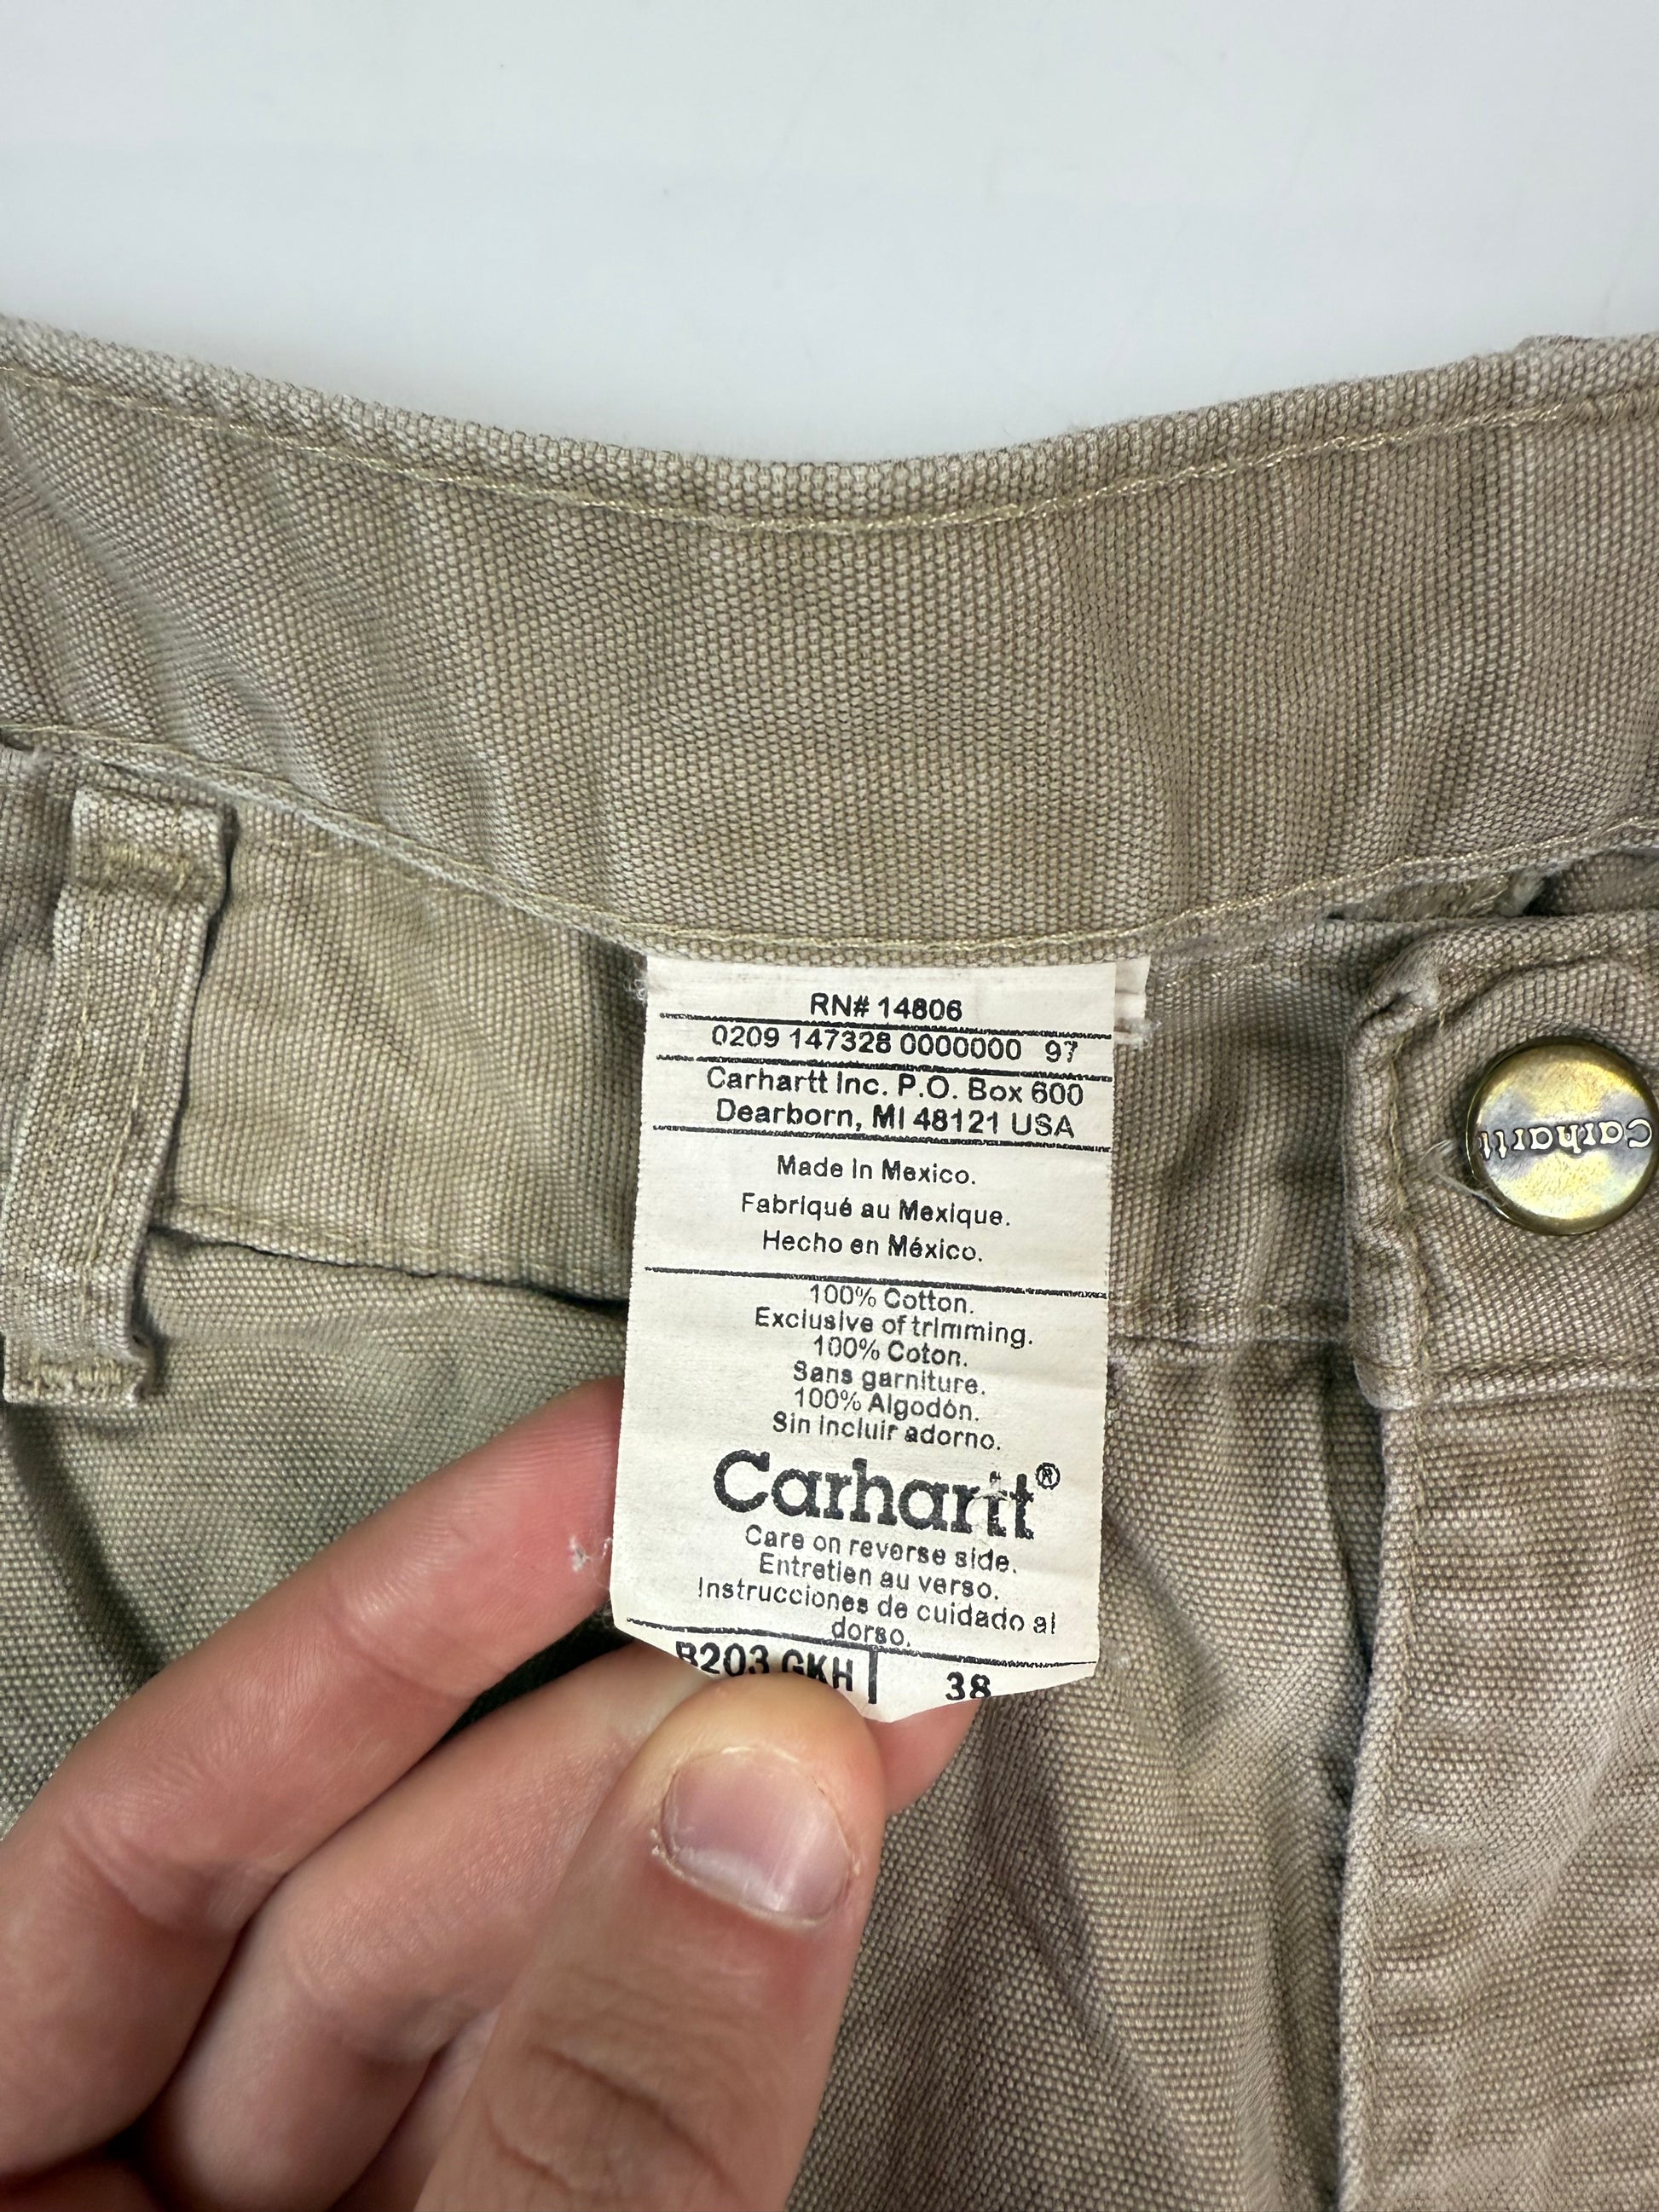 RN# 14806
0209 147328 0000000 97
Carhartt Inc. P.O. Box 600
Dearborn, MI 48121 USA
Made in Mexico.
Fabriqué au Mexique.
Hecho en México.
100% Cotton.
Exclusive of trimming.
100% Coton.
Sans garniture.
100% Algodón.
Sin incluir adorno.
Carhartt®
Care on reverse side.
Entretien au verso.
Instrucciones de cuidado al
dorso.
B203 GKH 38
Carhartt